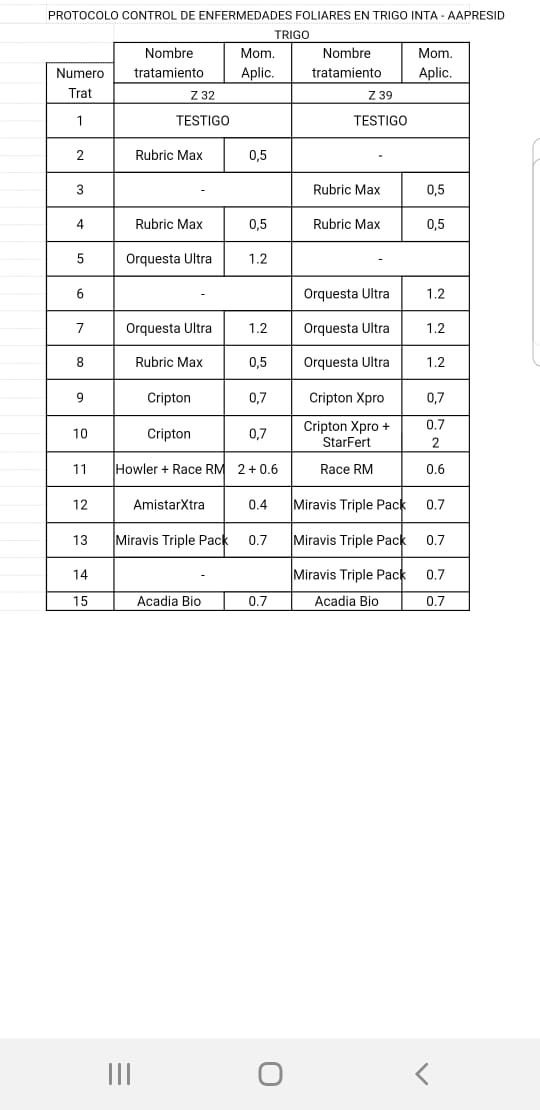 PROTOCOLO CONTROL DE ENFERMEDADES FOLIARES EN TRIGO INTA - AAPRESID
TRIGO
Numero Trat Nombre tratamiento Mom. Aplic. Nombre tratamiento Mom. Aplic.
Z 32 Z 39
1 TESTIGO TESTIGO
2 Rubric Max 0,5 -
3 - Rubric Max 0,5
4 Rubric Max 0,5 Rubric Max 0,5
5 Orquesta Ultra 1.2 -
6 - Orquesta Ultra 1.2
7 Orquesta Ultra 1.2 Orquesta Ultra 1.2
8 Rubric Max 0,5 Orquesta Ultra 1.2
9 Cripton 0,7 Cripton Xpro 0,7
10 Cripton 0,7 Cripton Xpro + StarFert 0.7 2
11 Howler + Race RM 2 + 0.6 Race RM 0.6
12 AmistarXtra 0.4 Miravis Triple Pack 0.7
13 Miravis Triple Pack 0.7 Miravis Triple Pack 0.7
14 - Miravis Triple Pack 0.7
15 Acadia Bio 0.7 Acadia Bio 0.7